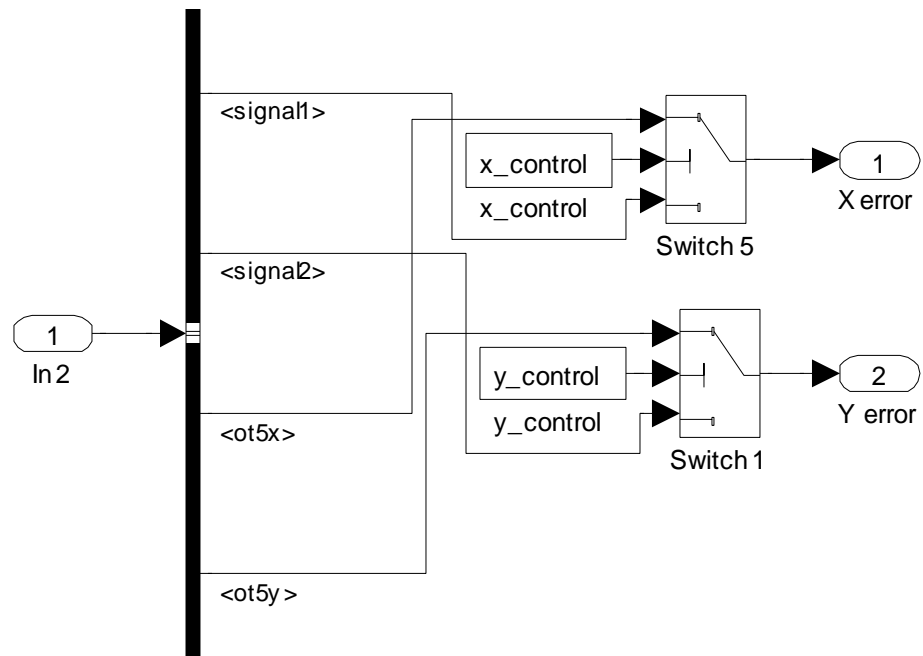 <signal1>
x_control
x_control
1
X error
Switch 5
<signal2>
1
In 2
y_control
y_control
2
Y error
Switch 1
<ot5x>
<ot5y>